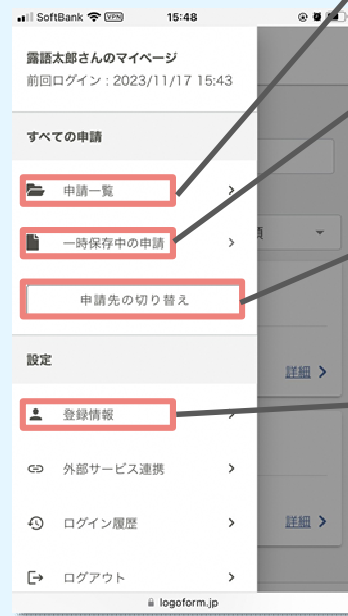 SoftBank VPN 15:48
露語太郎さんのマイページ
前回ログイン : 2023/11/17 15:43
すべての申請
申請一覧
一時保存中の申請
申請先の切り替え
設定
詳細
登録情報
外部サービス連携
ログイン履歴
詳細
ログアウト
logoform.jp